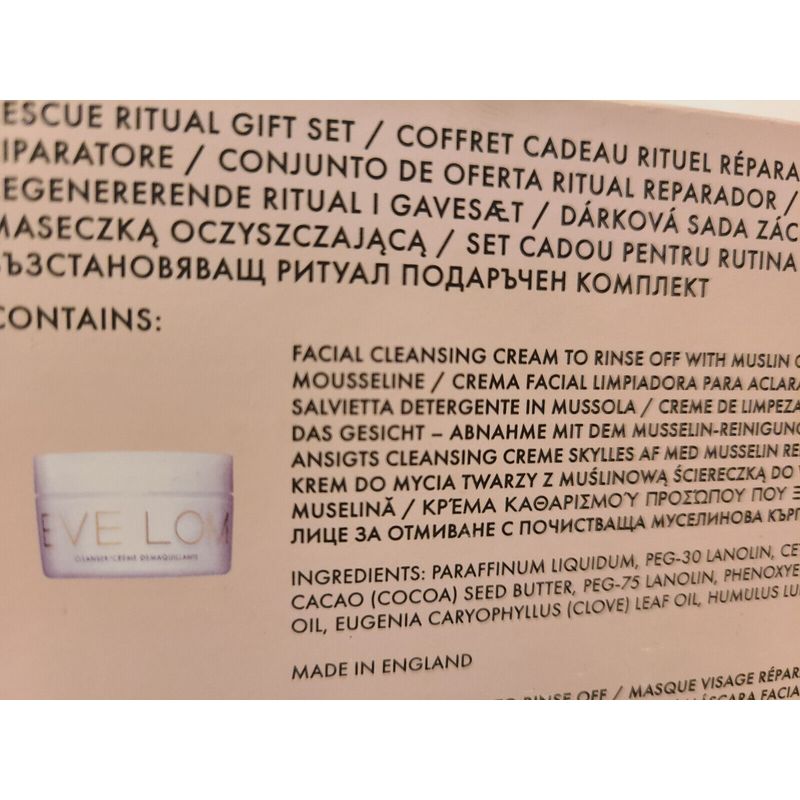 ESCUE RITUAL GIFT SET / COFFRET CADEAU RITUEL RÉPARA
IPARATORE / CONJUNTO DE OFERTA RITUAL REPARADOR /
EGENERERENDE RITUAL I GAVESÆT / DÁRKOVÁ SADA ZÁC
MASECZKĄ OCZYSZCZAJĄCĄ / SET CADOU PENTRU RUTINA
ВЪЗСТАНОВЯВАЩ РИТУАЛ ПОДАРЪЧЕН КОМПЛЕКТ
CONTAINS:
FACIAL CLEANSING CREAM TO RINSE OFF WITH MUSLIN C
MOUSSELINE / CREMA FACIAL LIMPIADORA PARA ACLARA
SALVIETTA DETERGENTE IN MUSSOLA / CREME DE LIMPEZA
DAS GESICHT – ABNAHME MIT DEM MUSSELIN-REINIGUNG
ANSIGTS CLEANSING CREME SKYLLES AF MED MUSSELIN RE
KREM DO MYCIA TWARZY Z MUŚLINOWĄ ŚCIERECZKĄ DO
MUSELINĂ / ΚΡΈΜΑ ΚΑΘΑΡΙΣΜΟΎ ΠΡΟΣΏΠΟΥ ΠΟΥ Ξ
ЛИЦЕ ЗА ОТМИВАНЕ С ПОЧИСТВАЩА МУСЕЛИНОВА КЪРП
EVE LOM
CLEANSER/CRÈME DÉMAQUILLANTE
INGREDIENTS: PARAFFINUM LIQUIDUM, PEG-30 LANOLIN, CET
CACAO (COCOA) SEED BUTTER, PEG-75 LANOLIN, PHENOXYE
OIL, EUGENIA CARYOPHYLLUS (CLOVE) LEAF OIL, HUMULUS LU
MADE IN ENGLAND
RINSE OFF / MASQUE VISAGE RÉPAR
MÁSCARA FACIAL